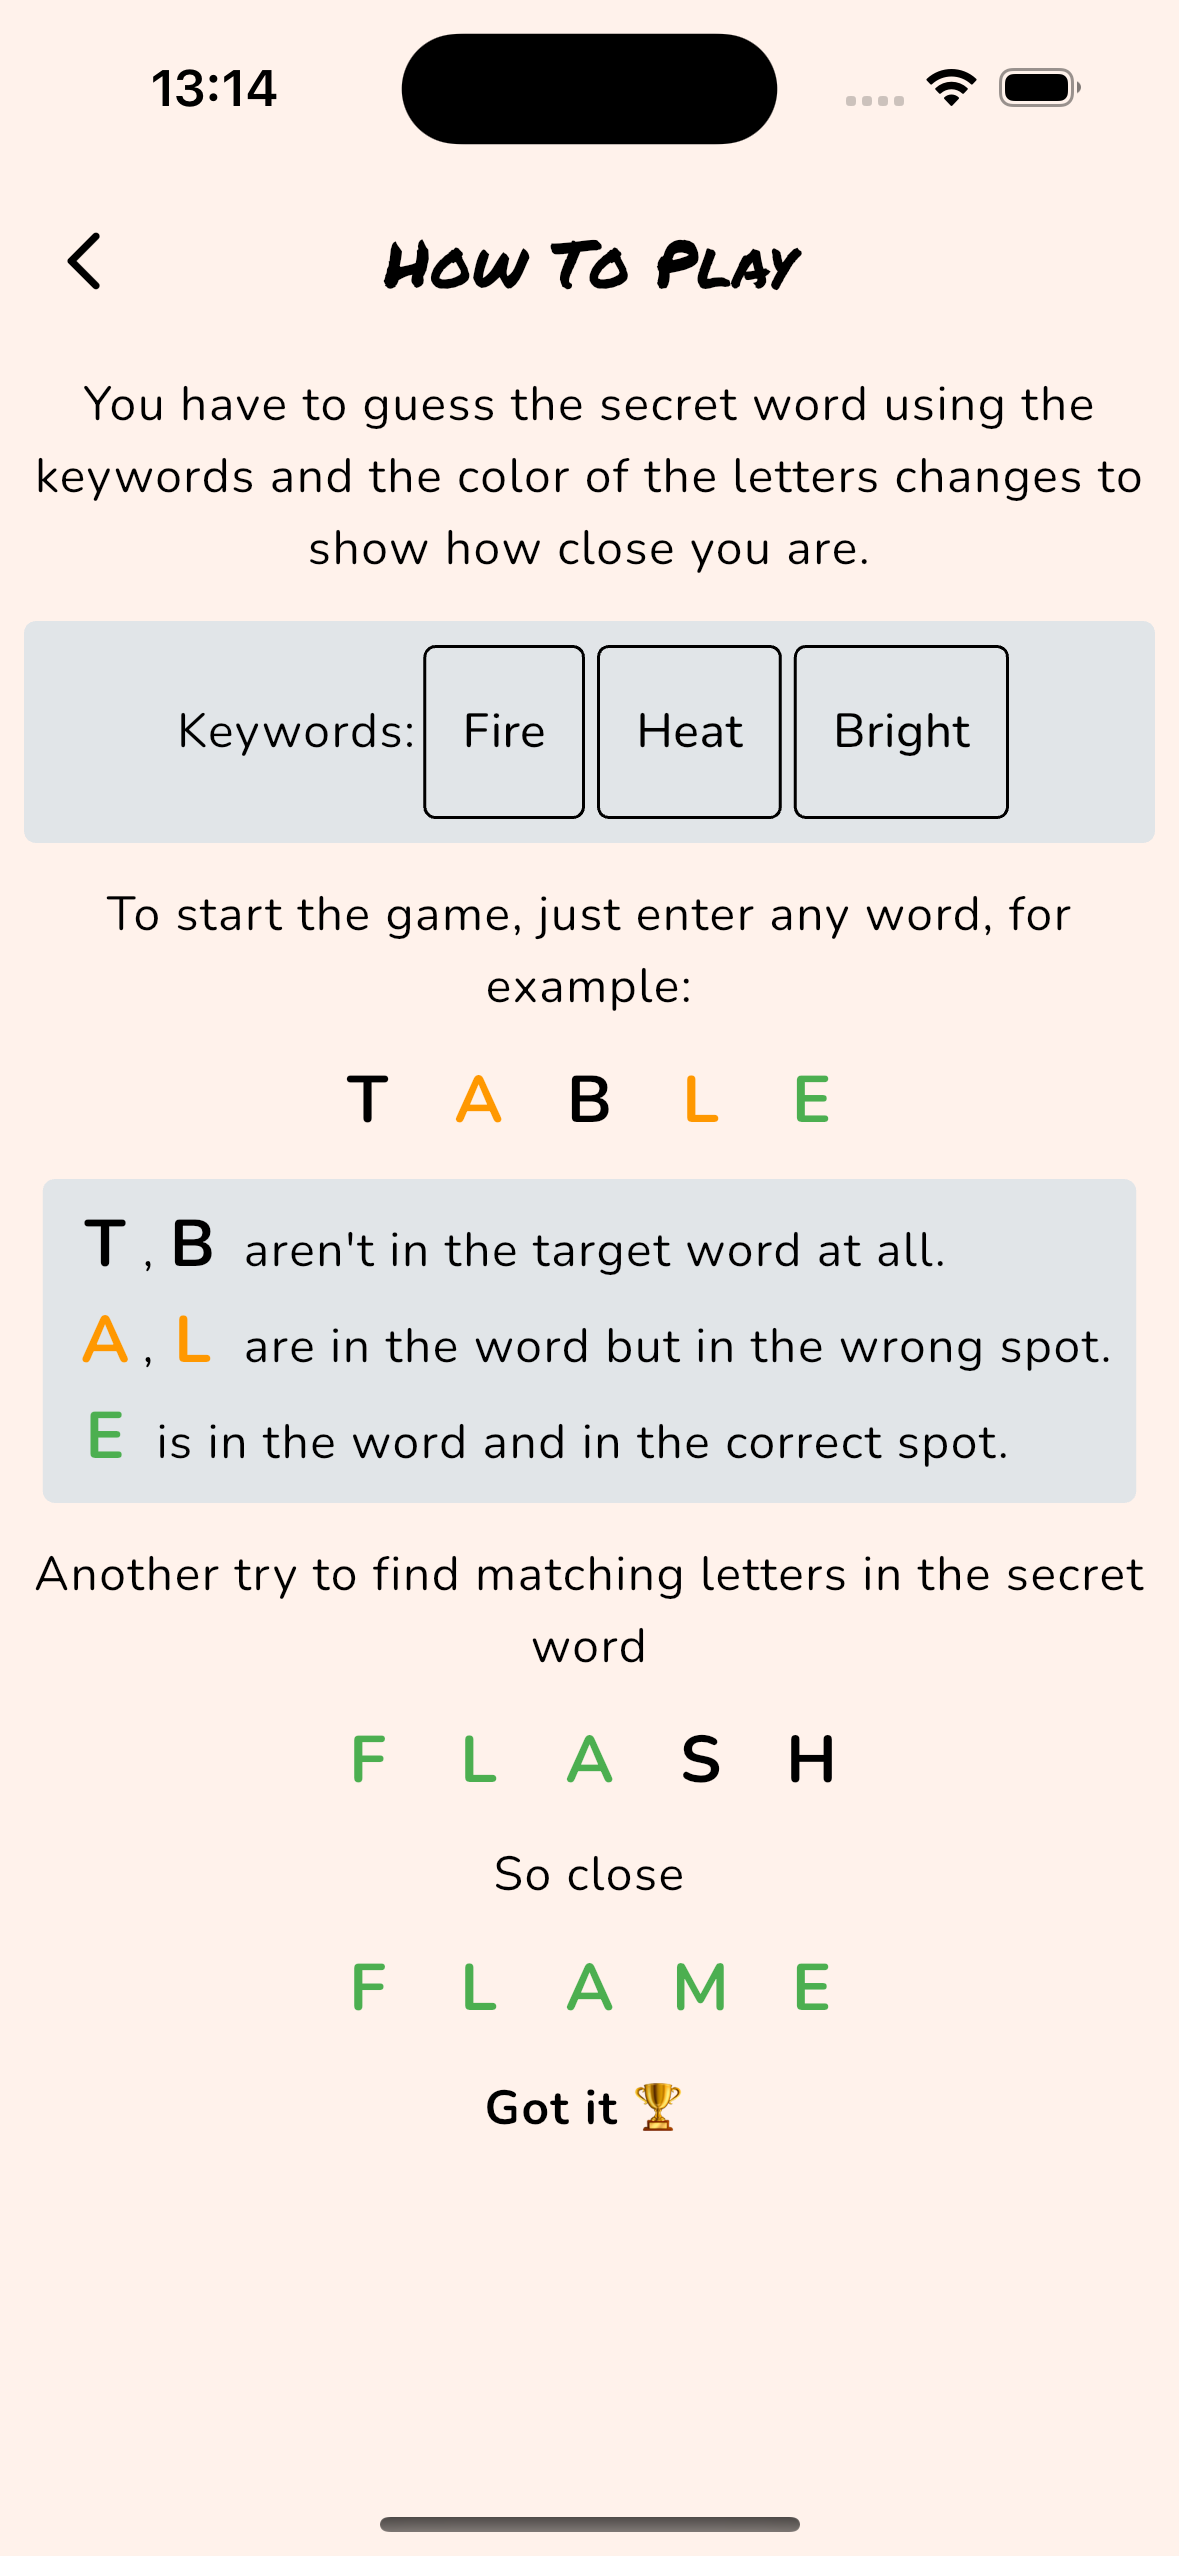 13:14
How To Play
You have to guess the secret word using the
keywords and the color of the letters changes to
show how close you are.
Keywords: Fire Heat Bright
To start the game, just enter any word, for
example:
T A B L E
T , B aren't in the target word at all.
A , L are in the word but in the wrong spot.
E is in the word and in the correct spot.
Another try to find matching letters in the secret
word
F L A S H
So close
F L A M E
Got it 🏆